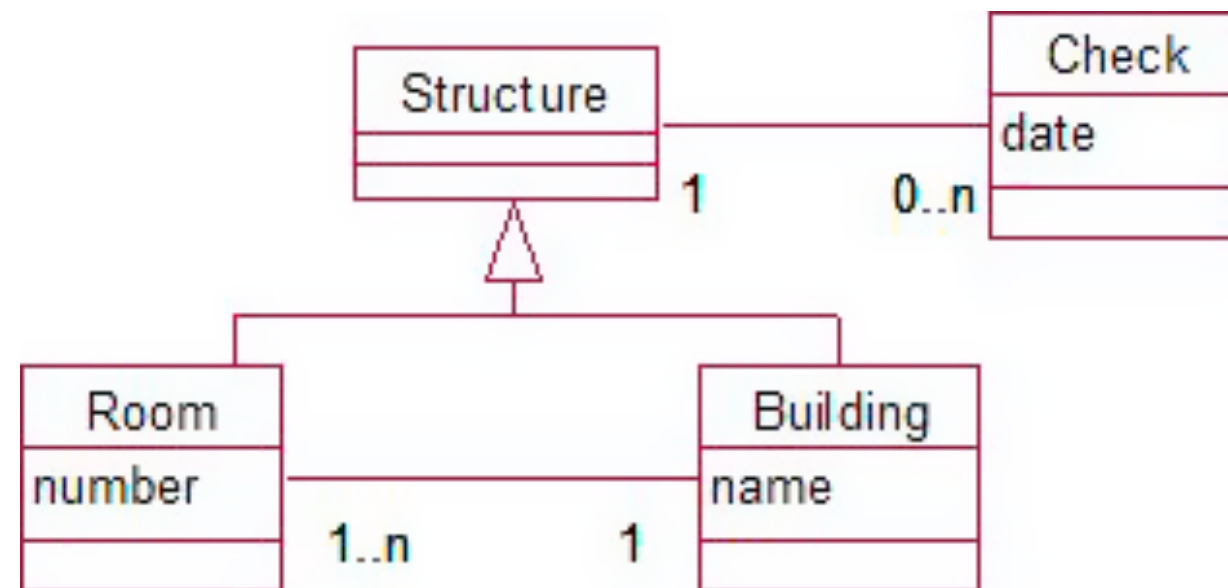 Structure
Check
date
1
0..n
Room
number
Building
name
1..n
1